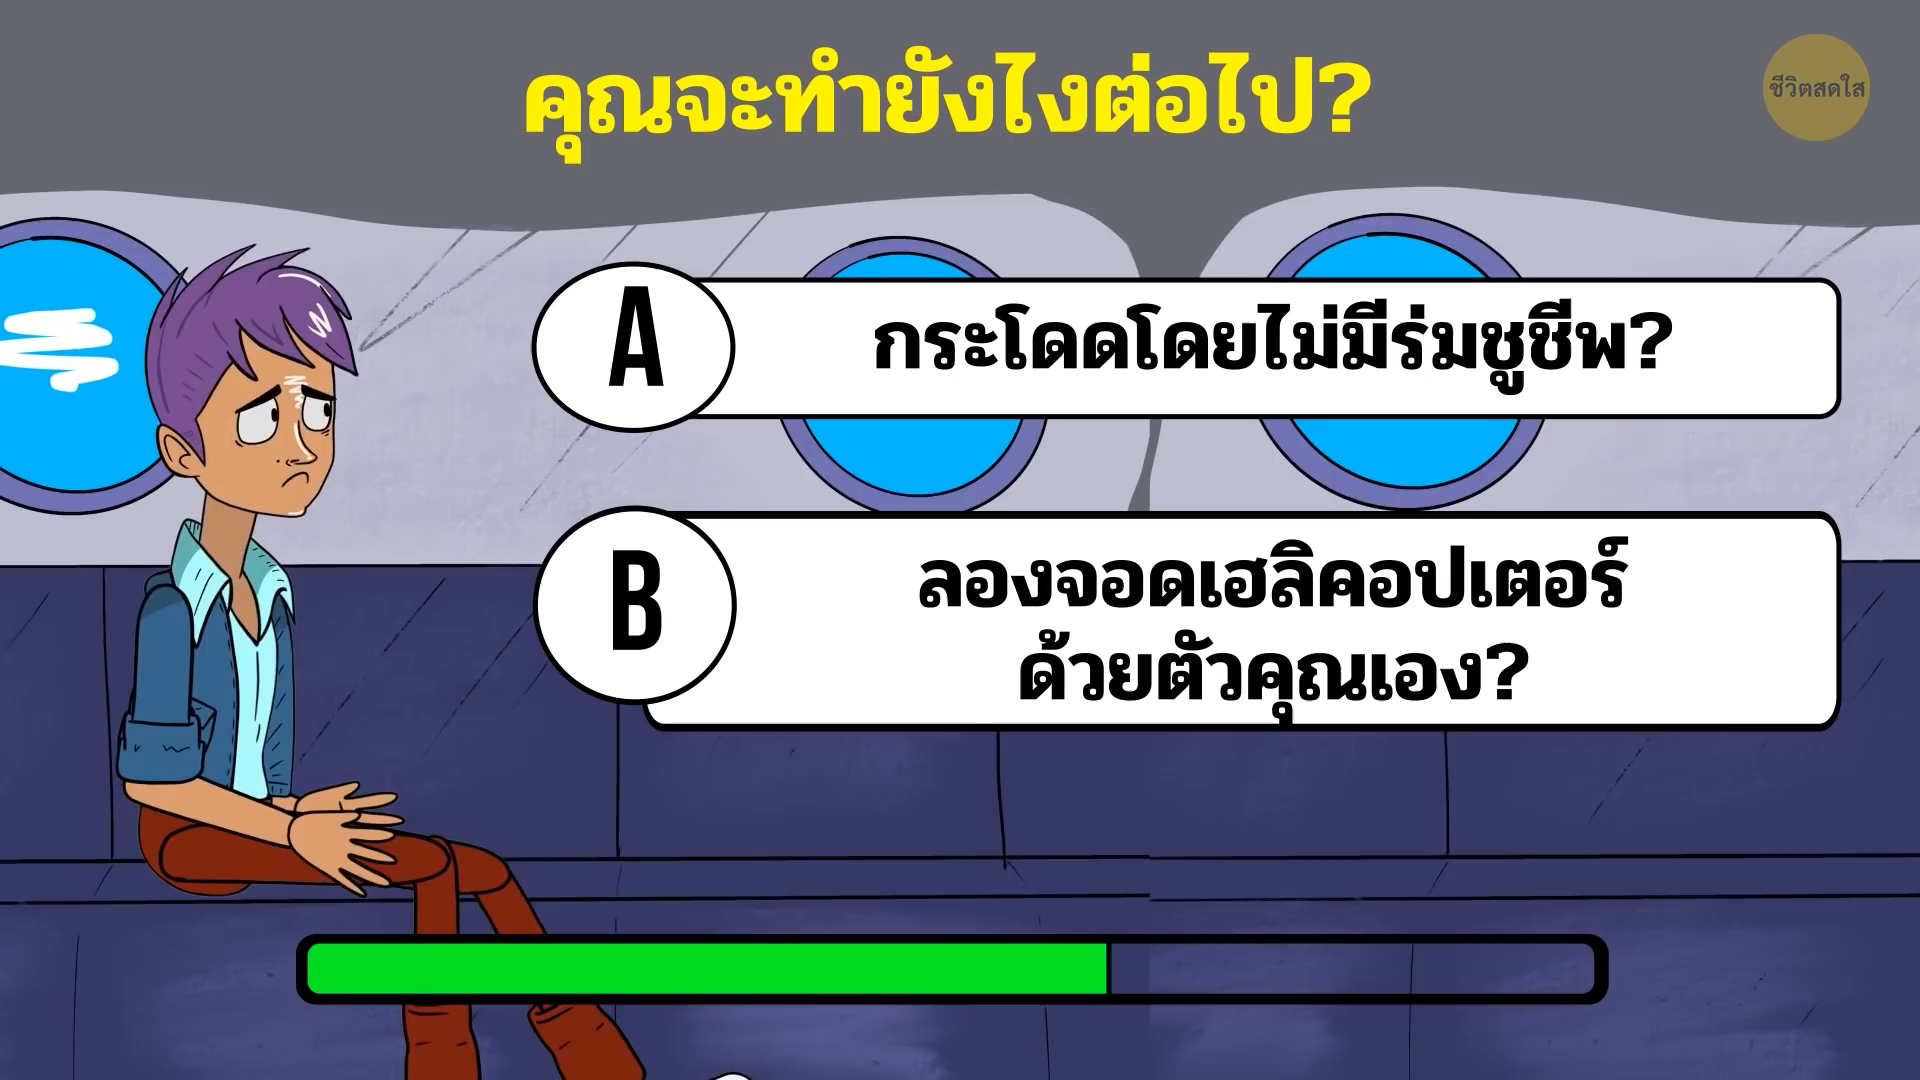 คุณจะทำยังไงต่อไป?
ชีวิตสดใส
A
กระโดดโดยไม่มีร่มชูชีพ?
B
ลองจอดเฮลิคอปเตอร์
ด้วยตัวคุณเอง?